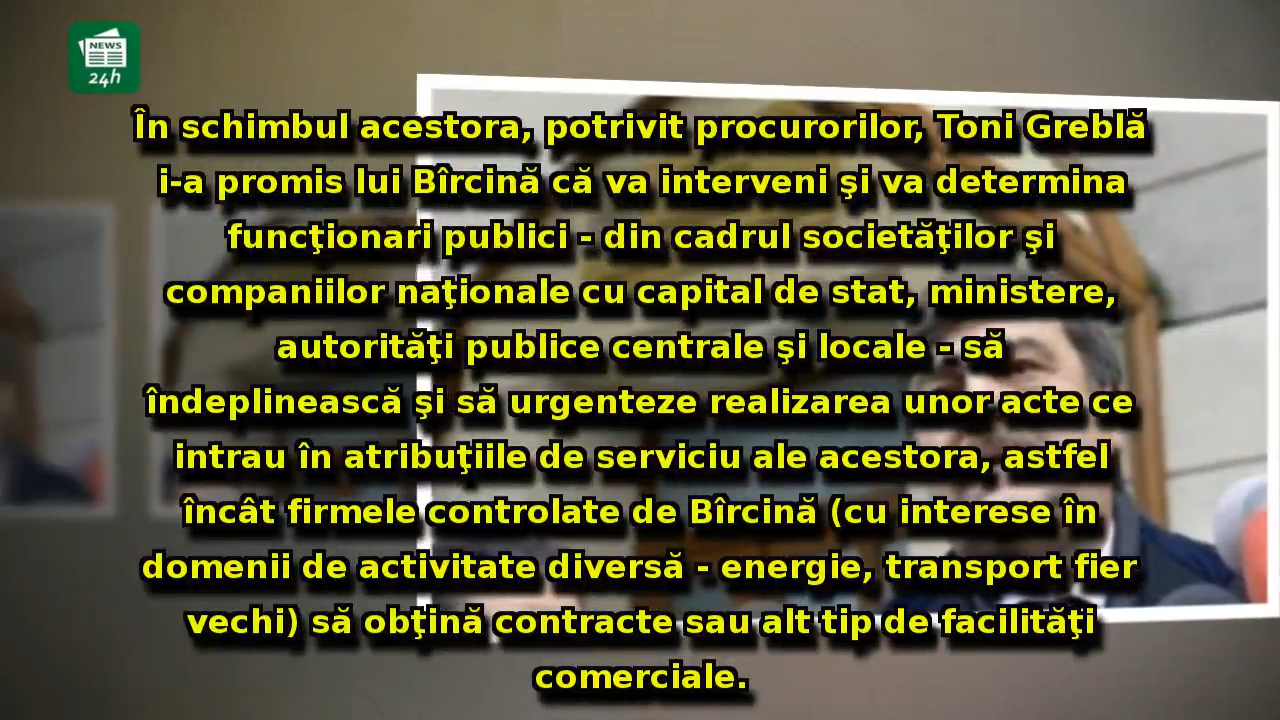 NEWS
24h
În schimbul acestora, potrivit procurorilor, Toni Greblă
i-a promis lui Bîrcină că va interveni şi va determina
funcţionari publici - din cadrul societăţilor şi
companiilor naţionale cu capital de stat, ministere,
autorităţi publice centrale şi locale - să
îndeplinească şi să urgenteze realizarea unor acte ce
intrau în atribuţiile de serviciu ale acestora, astfel
încât firmele controlate de Bîrcină (cu interese în
domenii de activitate diversă - energie, transport fier
vechi) să obţină contracte sau alt tip de facilităţi
comerciale.